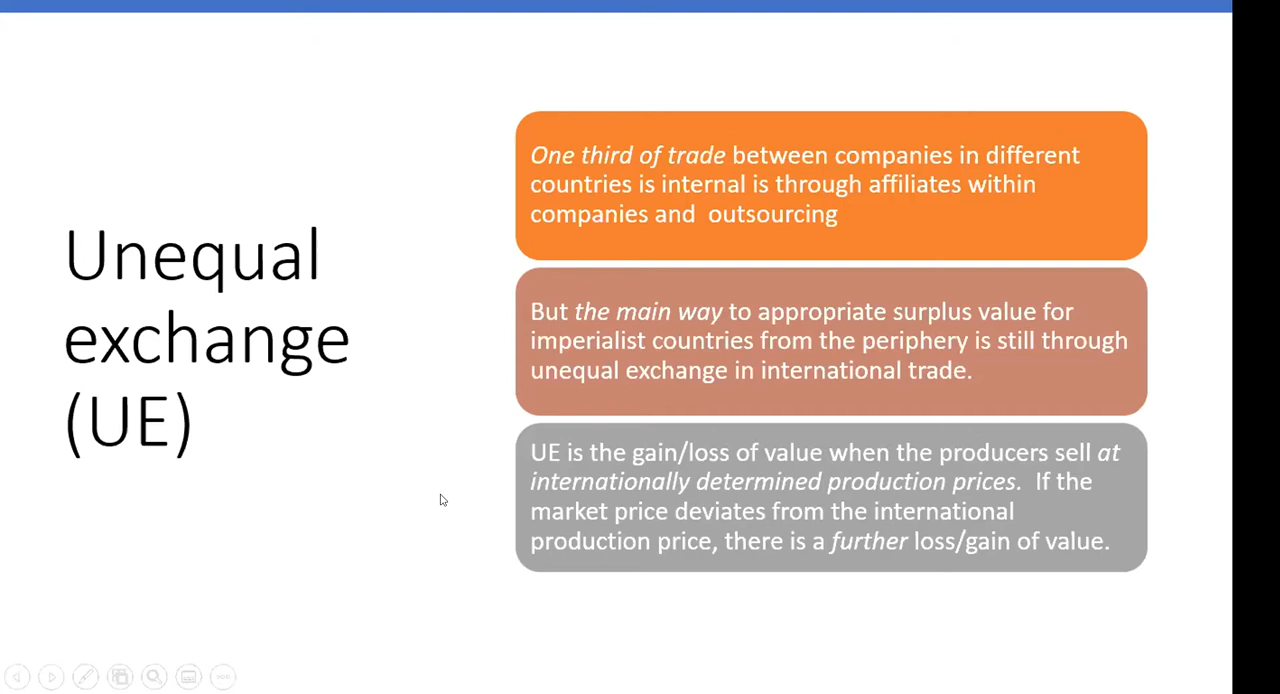 Unequal
exchange
(UE)
One third of trade between companies in different
countries is internal is through affiliates within
companies and  outsourcing
But the main way to appropriate surplus value for
imperialist countries from the periphery is still through
unequal exchange in international trade.
UE is the gain/loss of value when the producers sell at
internationally determined production prices.  If the
market price deviates from the international
production price, there is a further loss/gain of value.